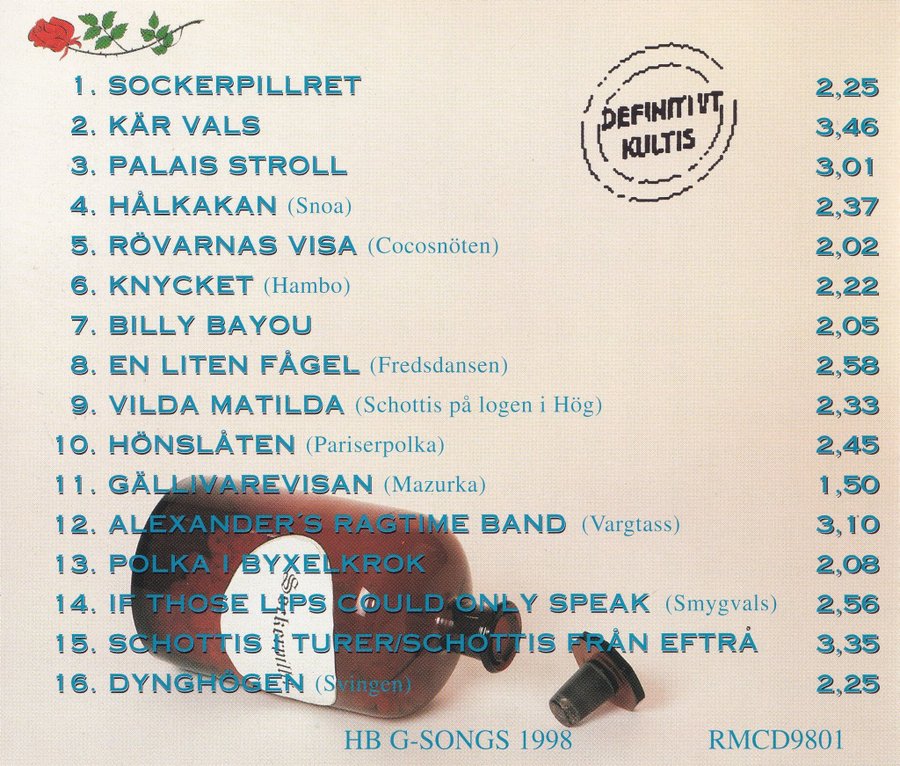 1. SOCKERPILLRET 2,25
2. KÄR VALS 3,46
3. PALAIS STROLL 3,01
4. HÅLKAKAN (Snoa) 2,37
5. RÖVARNAS VISA (Cocosnöten) 2,02
6. KNYCKET (Hambo) 2,22
7. BILLY BAYOU 2,05
8. EN LITEN FÅGEL (Fredsdansen) 2,58
9. VILDA MATILDA (Schottis på logen i Hög) 2,33
10. HÖNSLÅTEN (Pariserpolka) 2,45
11. GÄLLIVAREVISAN (Mazurka) 1,50
12. ALEXANDER´S RAGTIME BAND (Vargtass) 3,10
13. POLKA I BYXELKROK 2,08
14. IF THOSE LIPS COULD ONLY SPEAK (Smygvals) 2,56
15. SCHOTTIS I TURER/SCHOTTIS FRÅN EFTRÅ 3,35
16. DYNGHÖGEN (Svingen) 2,25
DEFINITIVT
KULTIS
HB G-SONGS 1998 RMCD9801